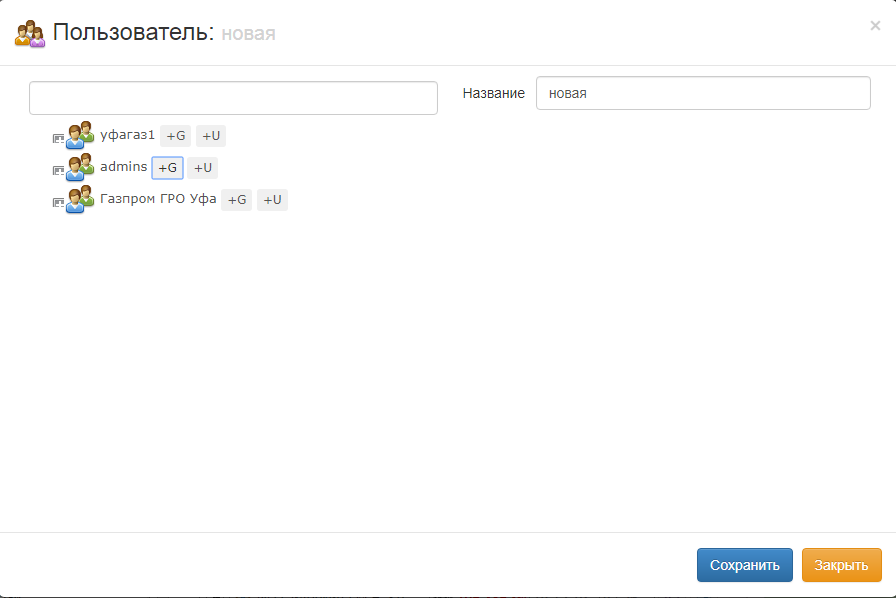 Пользователь: новая
×
Название новая
уфагаз1 +G +U
admins +G +U
Газпром ГРО Уфа +G +U
Сохранить Закрыть